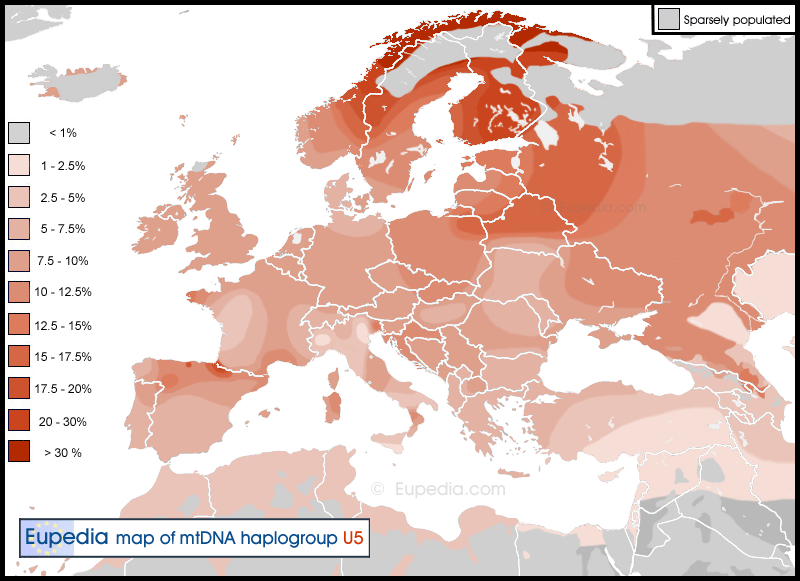 Sparsely populated
< 1%
1 - 2.5%
2.5 - 5%
5 - 7.5%
7.5 - 10%
10 - 12.5%
12.5 - 15%
15 - 17.5%
17.5 - 20%
20 - 30%
> 30 %
© Eupedia.com
© Eupedia.com
Eupedia map of mtDNA haplogroup U5